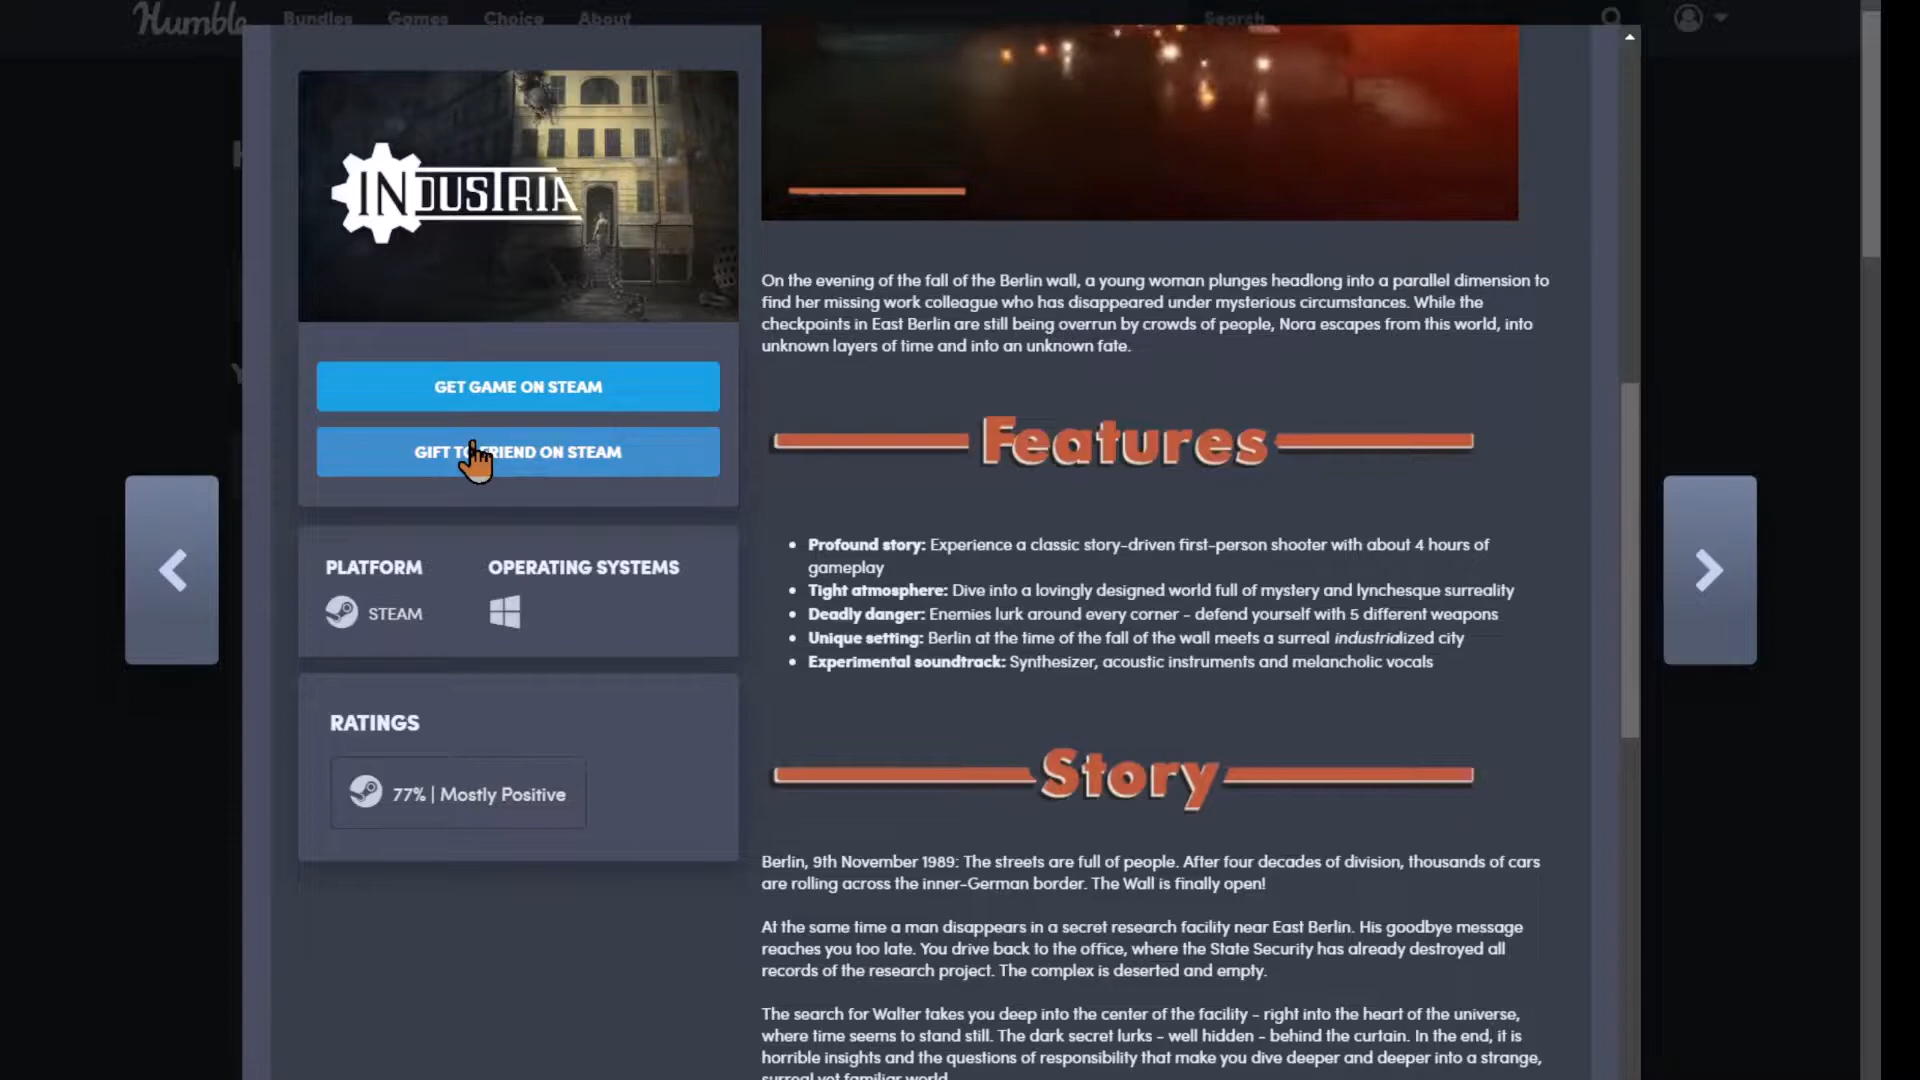 Humble
Bundles
Games
Choice
About
Search
INDUSTRIA
GET GAME ON STEAM
GIFT TO FRIEND ON STEAM
PLATFORM
OPERATING SYSTEMS
STEAM
RATINGS
77% | Mostly Positive
On the evening of the fall of the Berlin wall, a young woman plunges headlong into a parallel dimension to
find her missing work colleague who has disappeared under mysterious circumstances. While the
checkpoints in East Berlin are still being overrun by crowds of people, Nora escapes from this world, into
unknown layers of time and into an unknown fate.
Features
• Profound story: Experience a classic story-driven first-person shooter with about 4 hours of
gameplay
• Tight atmosphere: Dive into a lovingly designed world full of mystery and lynchesque surreality
• Deadly danger: Enemies lurk around every corner - defend yourself with 5 different weapons
• Unique setting: Berlin at the time of the fall of the wall meets a surreal industrialized city
• Experimental soundtrack: Synthesizer, acoustic instruments and melancholic vocals
Story
Berlin, 9th November 1989: The streets are full of people. After four decades of division, thousands of cars
are rolling across the inner-German border. The Wall is finally open!
At the same time a man disappears in a secret research facility near East Berlin. His goodbye message
reaches you too late. You drive back to the office, where the State Security has already destroyed all
records of the research project. The complex is deserted and empty.
The search for Walter takes you deep into the center of the facility - right into the heart of the universe,
where time seems to stand still. The dark secret lurks - well hidden - behind the curtain. In the end, it is
horrible insights and the questions of responsibility that make you dive deeper and deeper into a strange,
surreal yet familiar world.